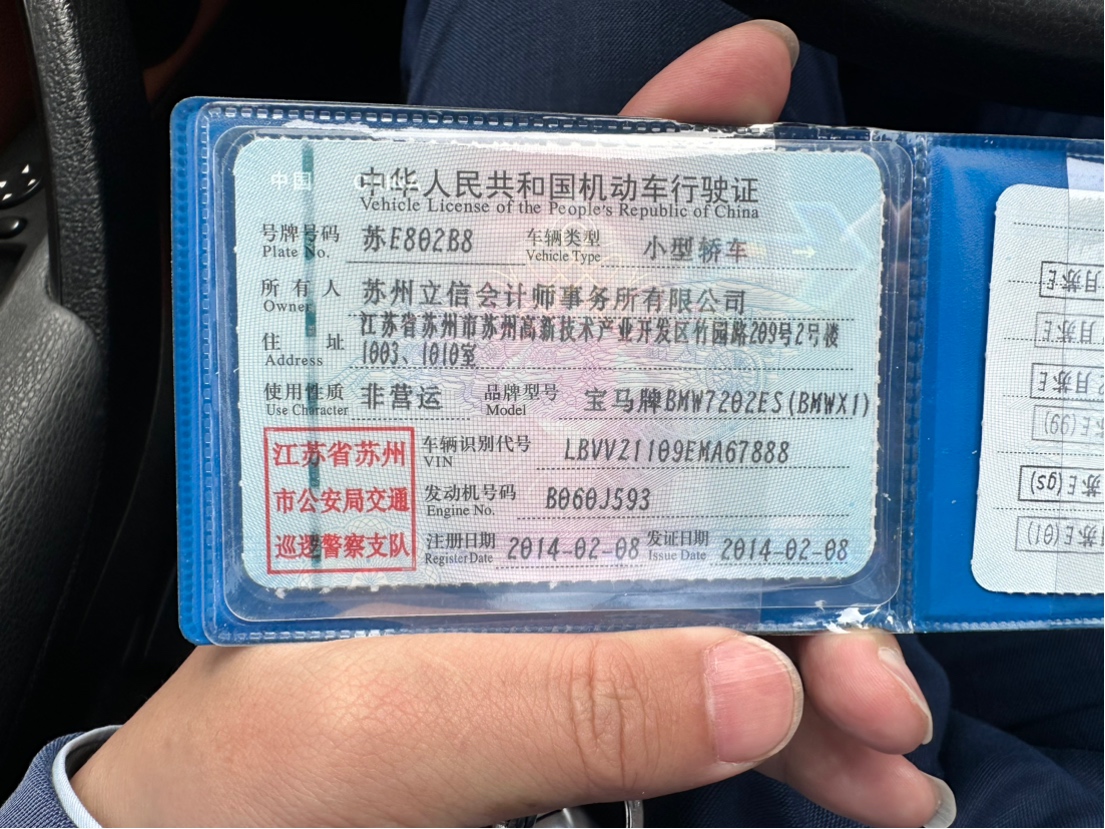 中国
中华人民共和国机动车行驶证
Vehicle License of the People's Republic of China
号牌号码 苏E802B8 车辆类型 小型轿车
Plate No. Vehicle Type
所有人 苏州立信会计师事务所有限公司
Owner
住址 江苏省苏州市苏州高新技术产业开发区竹园路209号2号楼
Address 1003、1010室
使用性质 非营运 品牌型号 宝马牌BMW7202ES(BMWX1)
Use Character Model
江苏省苏州
市公安局交通
巡逻警察支队
车辆识别代号 LBVVZ1109EMA67888
VIN
发动机号码 B060J593
Engine No.
注册日期 2014-02-08 发证日期 2014-02-08
Register Date Issue Date